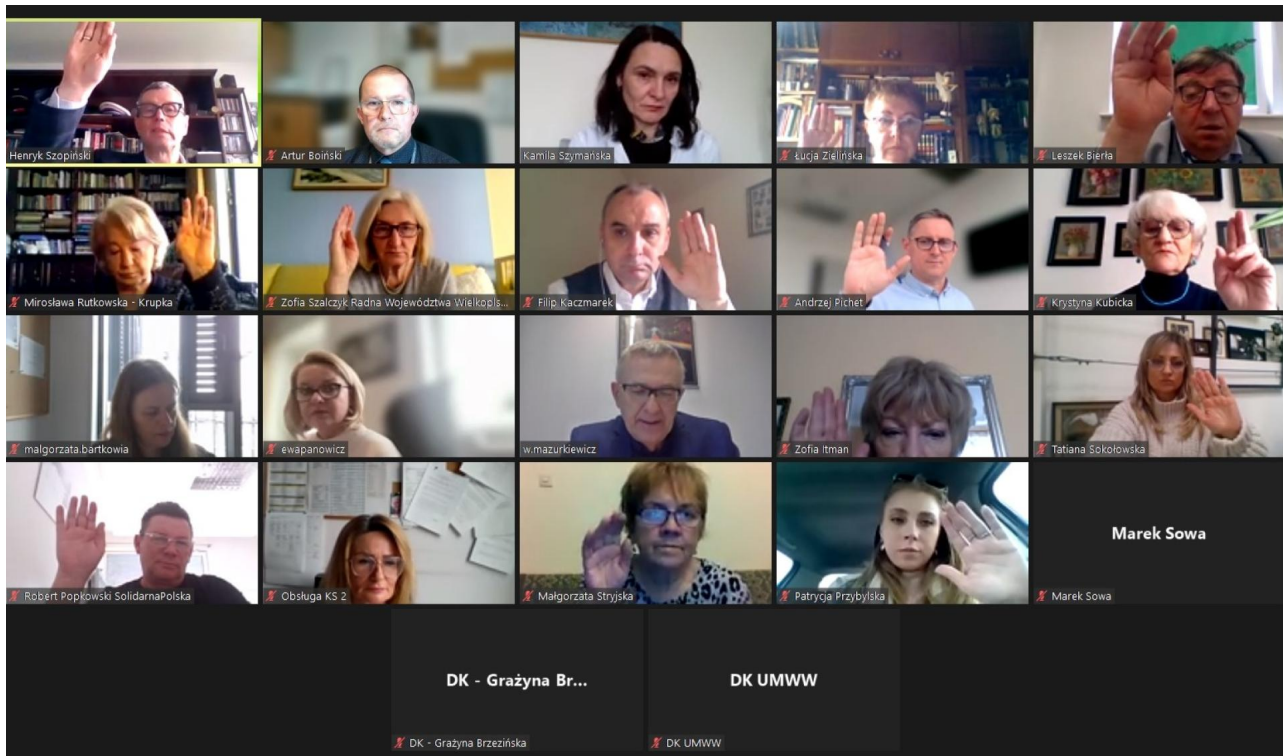 Henryk Szopiński
Artur Boiński
Kamila Szymańska
Łucja Zielińska
Leszek Bierła
Mirosława Rutkowska - Krupka
Zofia Szalczyk Radna Województwa Wielkopls...
Filip Kaczmarek
Andrzej Pichet
Krystyna Kubicka
malgorzata.bartkowia
ewapanowicz
w.mazurkiewicz
Zofia Itman
Tatiana Sokołowska
Robert Popkowski SolidarnaPolska
Obsługa KS 2
Małgorzata Stryjska
Patrycja Przybylska
Marek Sowa
Marek Sowa
DK - Grażyna Br...
DK UMWW
DK - Grażyna Brzezińska
DK UMWW